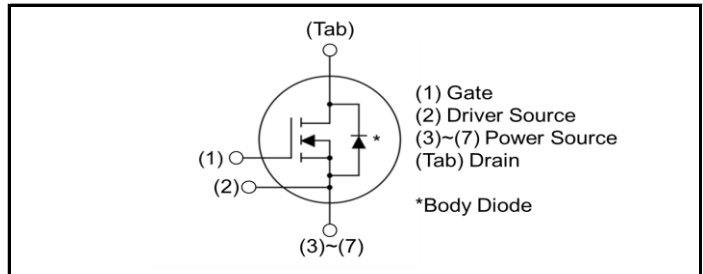 (Tab)
(1) Gate
(2) Driver Source
(3)~(7) Power Source
(Tab) Drain
*
(1)
(2)
*Body Diode
(3)~(7)